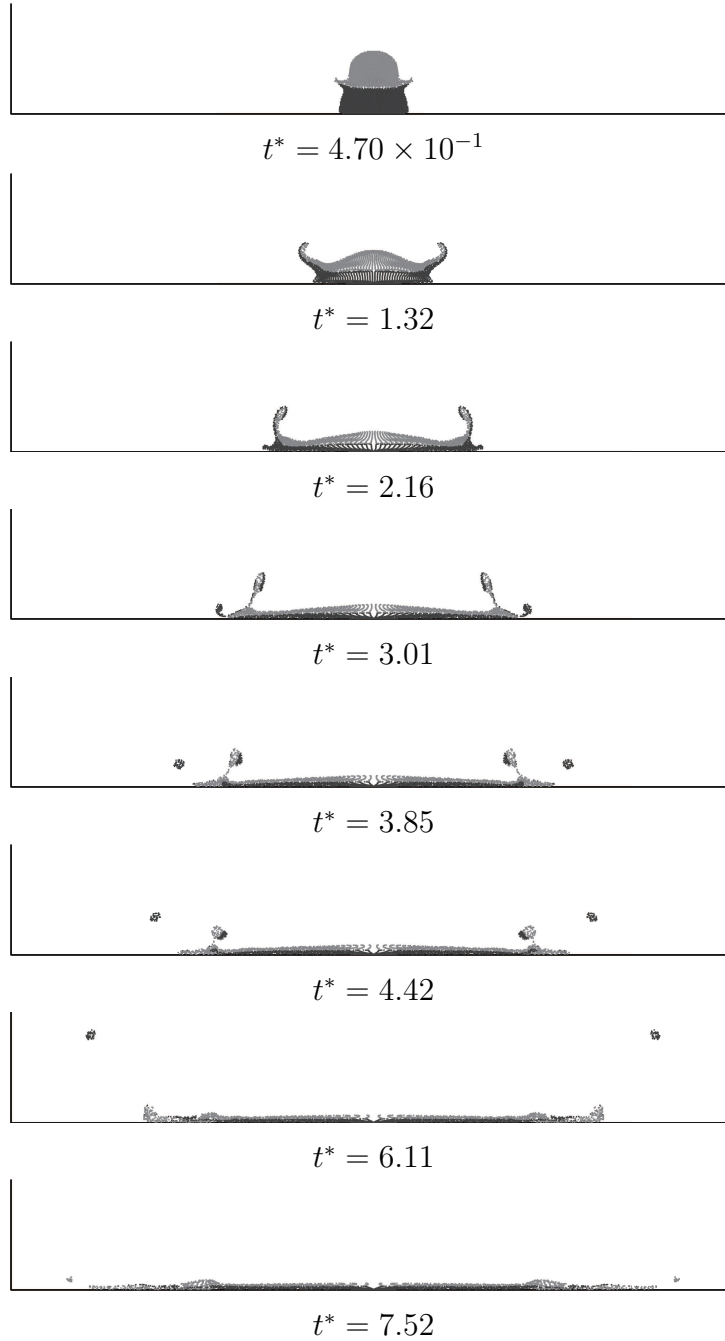 t* = 4.70 × 10⁻¹
t* = 1.32
t* = 2.16
t* = 3.01
t* = 3.85
t* = 4.42
t* = 6.11
t* = 7.52